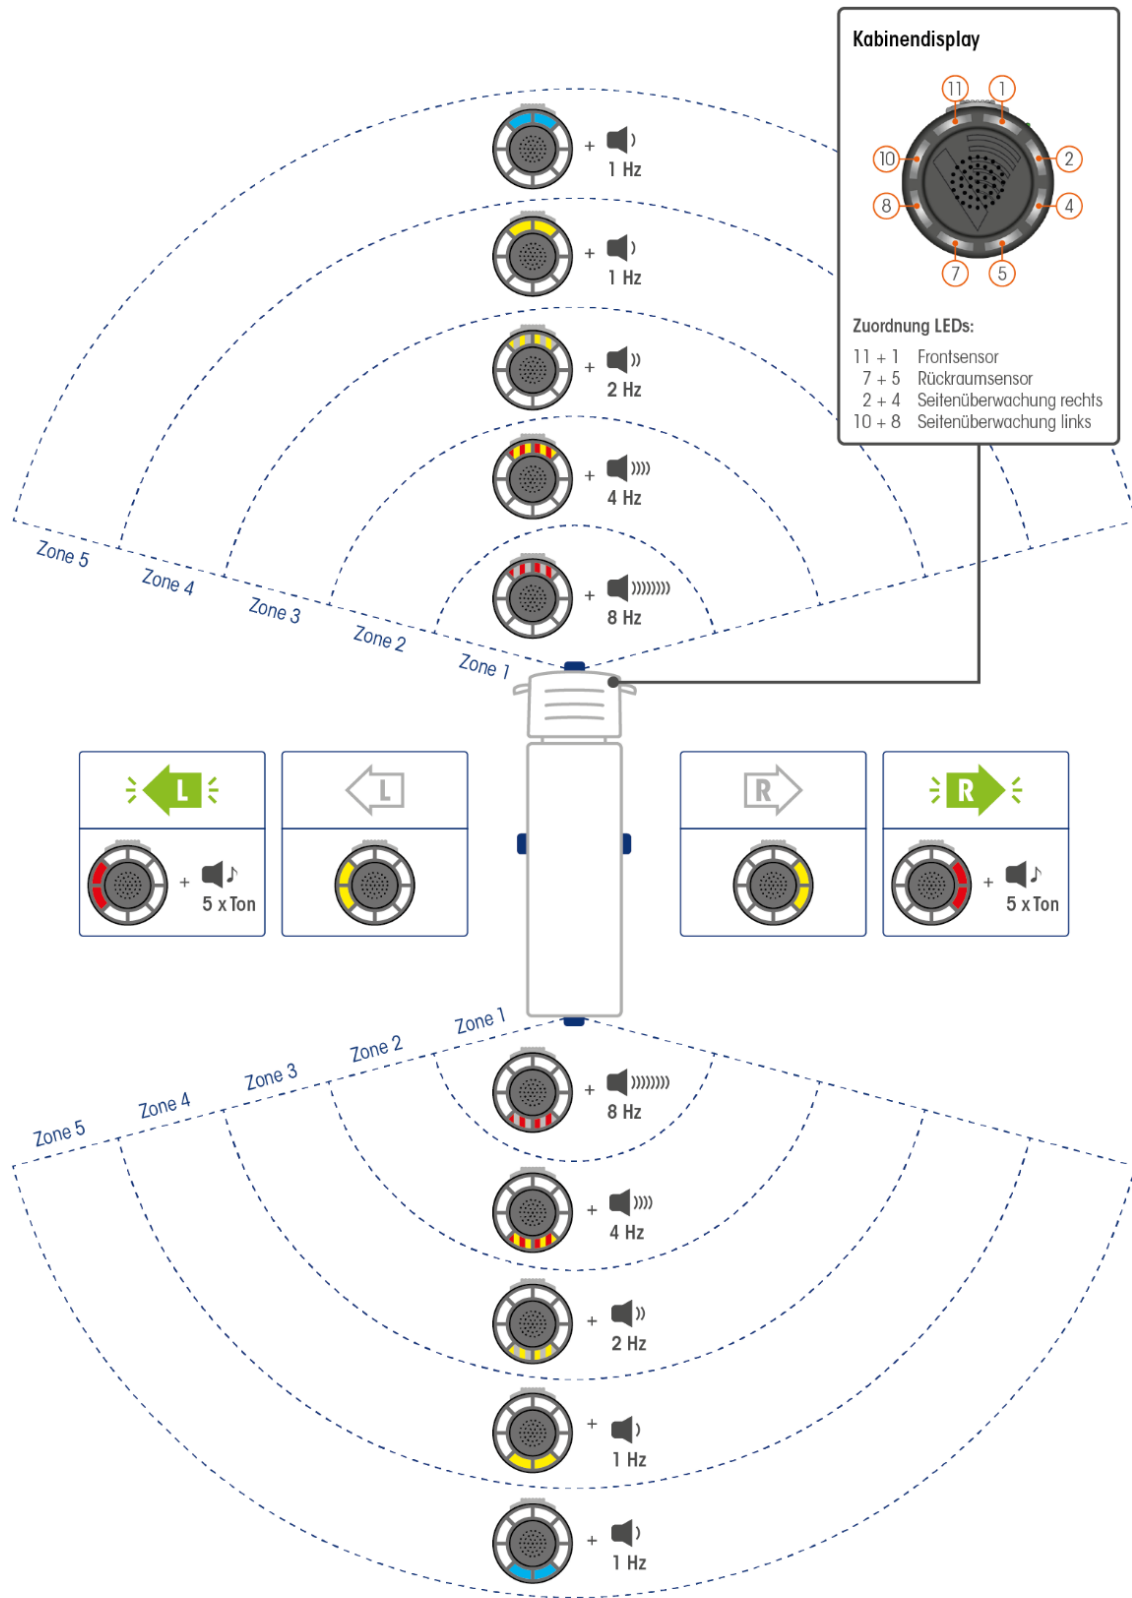 Kabinendisplay
11
1
10
2
8
4
7
5
Zuordnung LEDs:
11 + 1 Frontsensor
7 + 5 Rückraumsensor
2 + 4 Seitenüberwachung rechts
10 + 8 Seitenüberwachung links
+
1 Hz
+
1 Hz
+
2 Hz
+
4 Hz
+
8 Hz
Zone 5
Zone 4
Zone 3
Zone 2
Zone 1
L
L
R
R
+
5 x Ton
+
5 x Ton
Zone 1
Zone 2
Zone 3
Zone 4
Zone 5
+
8 Hz
+
4 Hz
+
2 Hz
+
1 Hz
+
1 Hz